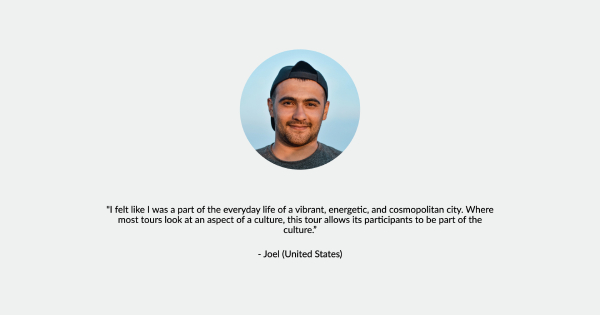 "I felt like I was a part of the everyday life of a vibrant, energetic, and cosmopolitan city. Where
most tours look at an aspect of a culture, this tour allows its participants to be part of the
culture."
- Joel (United States)